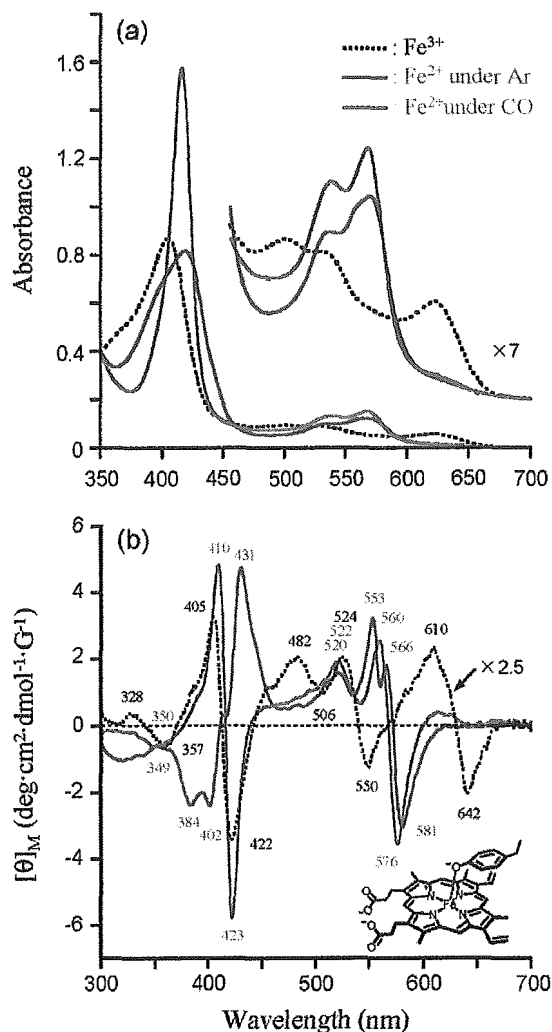 (a)
: Fe³⁺
: Fe²⁺ under Ar
: Fe²⁺ under CO
1.6
1.2
0.8
0.4
0
Absorbance
×7
350 400 450 500 550 600 650 700
(b)
6
4
2
0
-2
-4
-6
[θ]M (deg·cm²·dmol⁻¹·G⁻¹)
410 431
405
328
350
349
357
384
402
422
423
482
506
524
522
520
553
560
566
550
576
581
610
642
×2.5
O
O
O
O
O
N
N
N
N
Fe
300 400 500 600 700
Wavelength (nm)